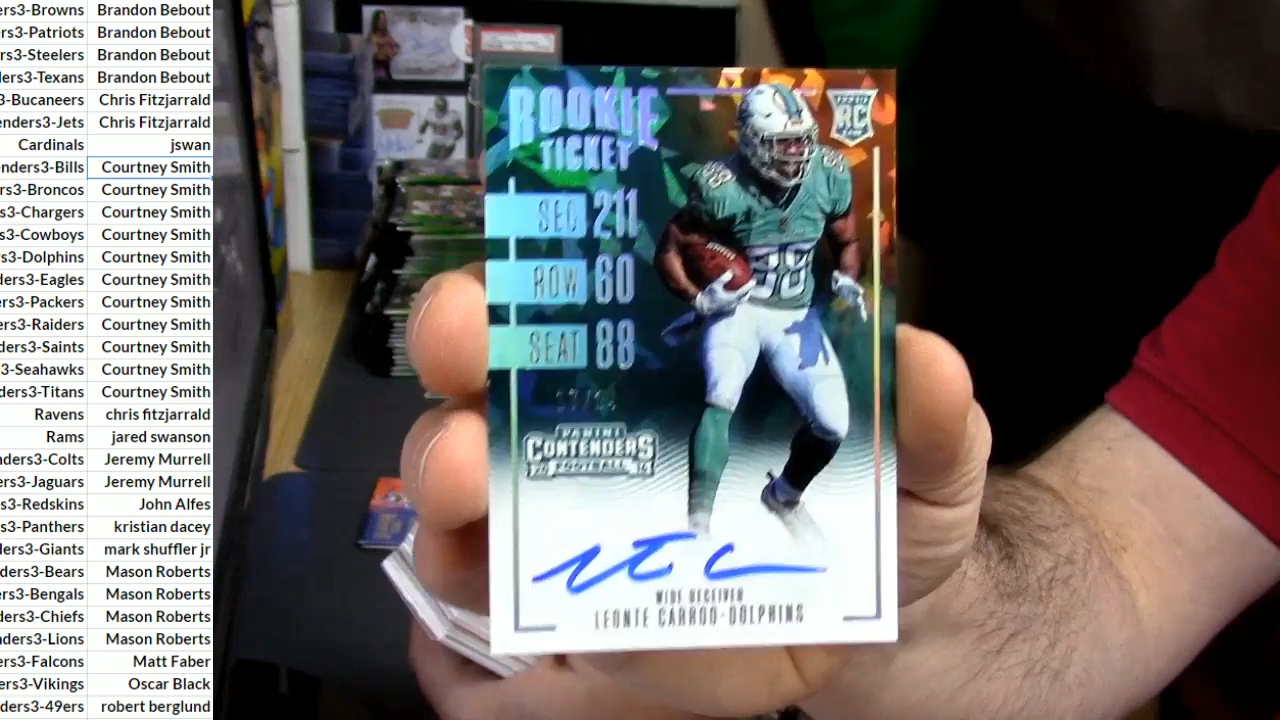 ers3-Browns Brandon Bebout
rs3-Patriots Brandon Bebout
rs3-Steelers Brandon Bebout
ders3-Texans Brandon Bebout
3-Bucaneers Chris Fitzjarrald
enders3-Jets Chris Fitzjarrald
Cardinals jswan
nders3-Bills Courtney Smith
rs3-Broncos Courtney Smith
s3-Chargers Courtney Smith
s3-Cowboys Courtney Smith
rs3-Dolphins Courtney Smith
ders3-Eagles Courtney Smith
rs3-Packers Courtney Smith
ers3-Raiders Courtney Smith
ders3-Saints Courtney Smith
3-Seahawks Courtney Smith
ders3-Titans Courtney Smith
Ravens chris fitzjarrald
Rams jared swanson
nders3-Colts Jeremy Murrell
ers3-Jaguars Jeremy Murrell
s3-Redskins John Alfes
s3-Panthers kristian dacey
lers3-Giants mark shuffler jr
ders3-Bears Mason Roberts
ers3-Bengals Mason Roberts
ders3-Chiefs Mason Roberts
nders3-Lions Mason Roberts
ers3-Falcons Matt Faber
ers3-Vikings Oscar Black
nders3-49ers robert berglund
ROOKIE
TICKET
RC
SEC 211
ROW 60
SEAT 88
PANINI
CONTENDERS
20 FOOTBALL 16
88
WIDE RECEIVER
LEONTE CARROO-DOLPHINS